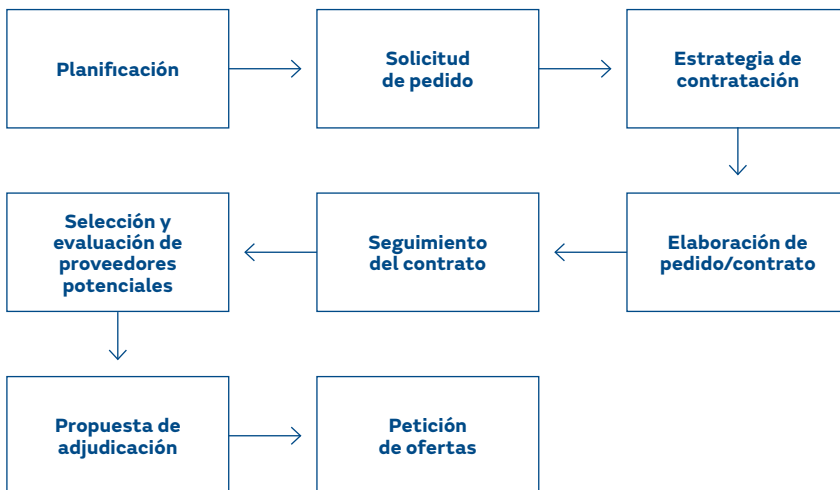 Planificación
Solicitud
de pedido
Estrategia de
contratación
Selección y
evaluación de
proveedores
potenciales
Seguimiento
del contrato
Elaboración de
pedido/contrato
Propuesta de
adjudicación
Petición
de ofertas